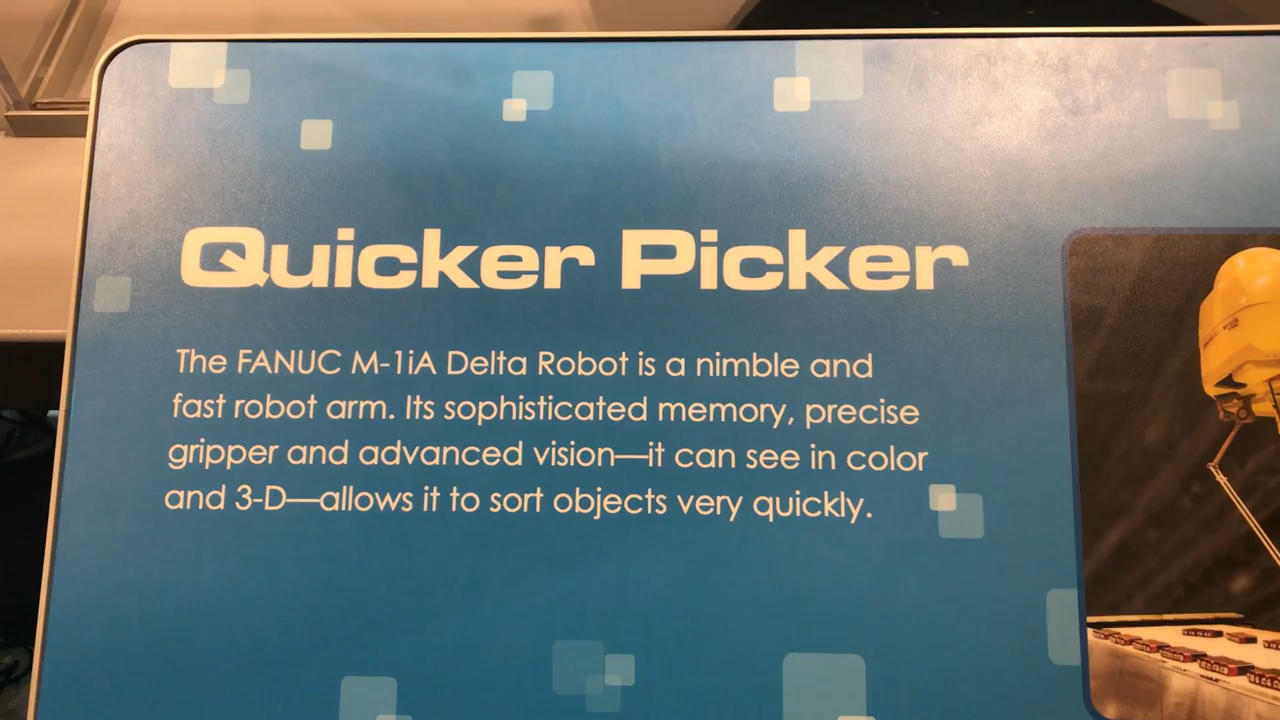 Quicker Picker
The FANUC M-1iA Delta Robot is a nimble and
fast robot arm. Its sophisticated memory, precise
gripper and advanced vision—it can see in color
and 3-D—allows it to sort objects very quickly.